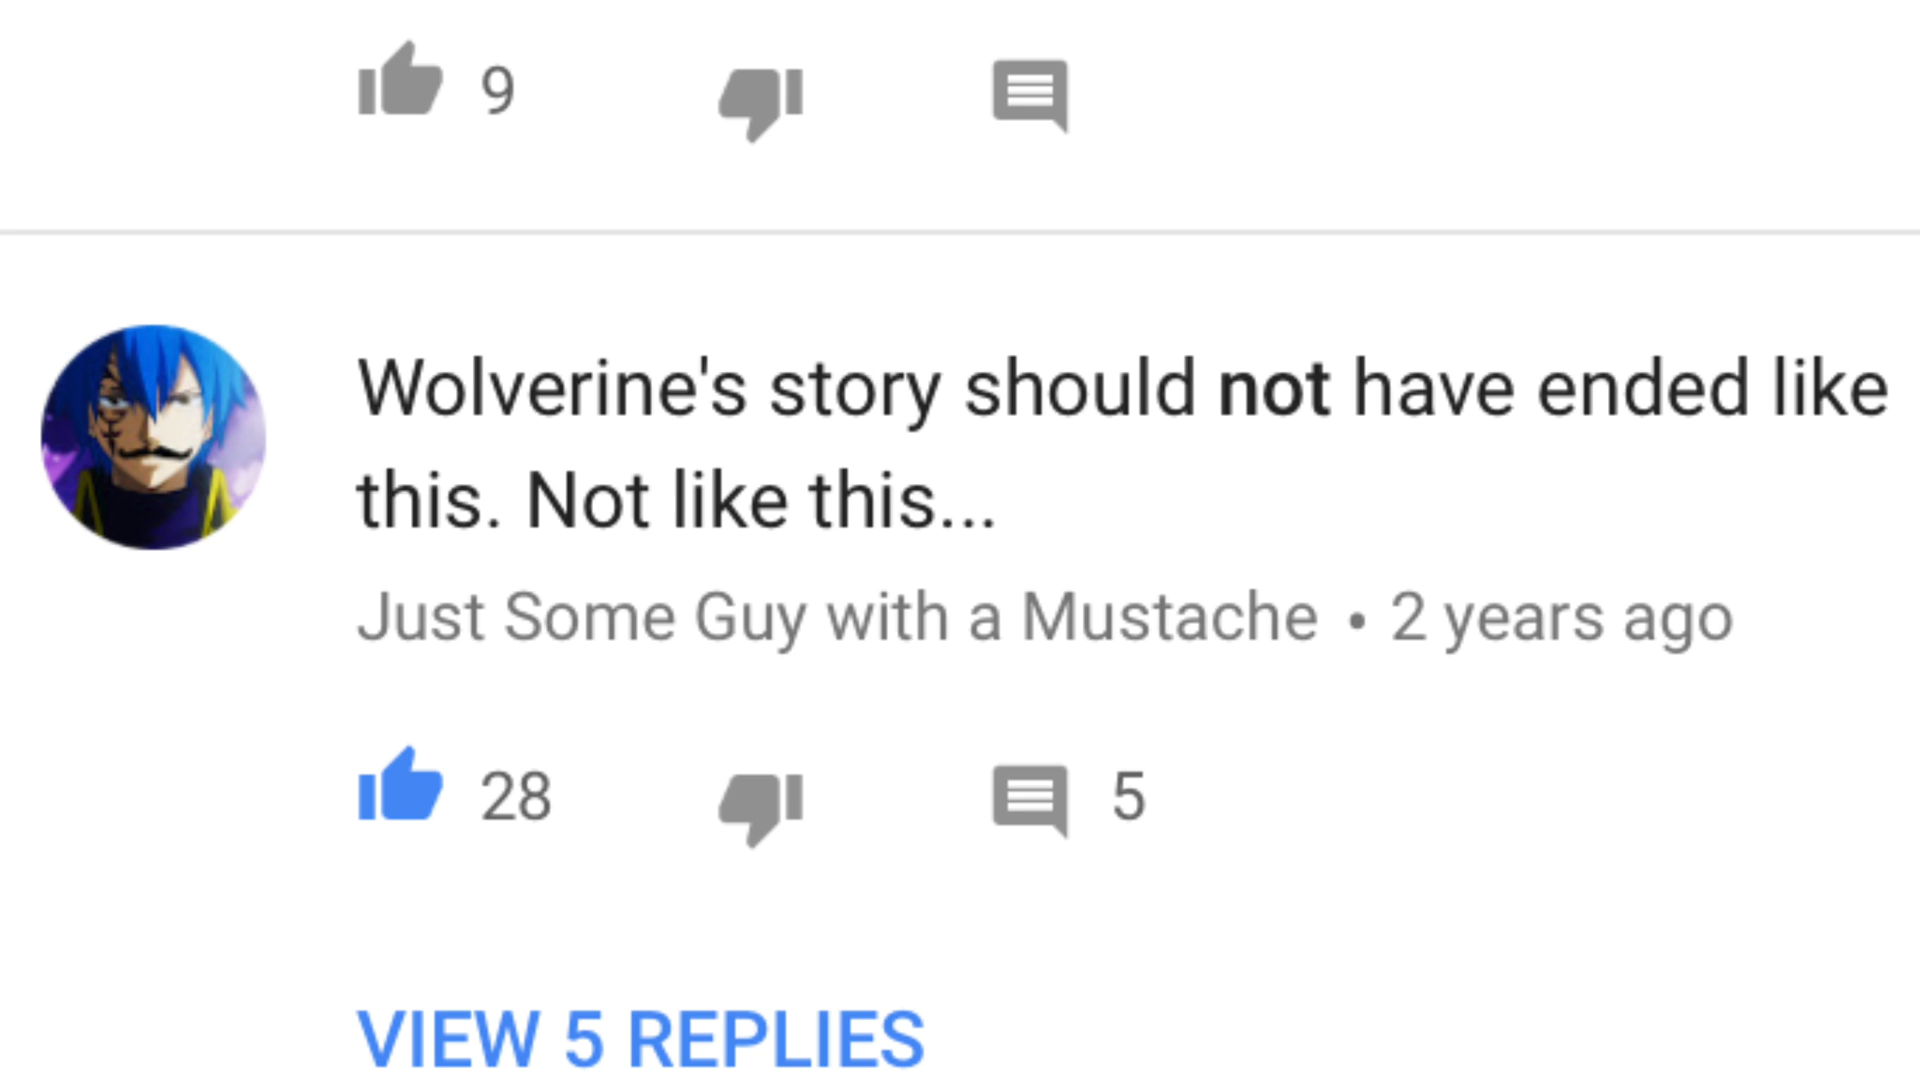 9
Wolverine's story should not have ended like
this. Not like this...
Just Some Guy with a Mustache • 2 years ago
28 5
VIEW 5 REPLIES